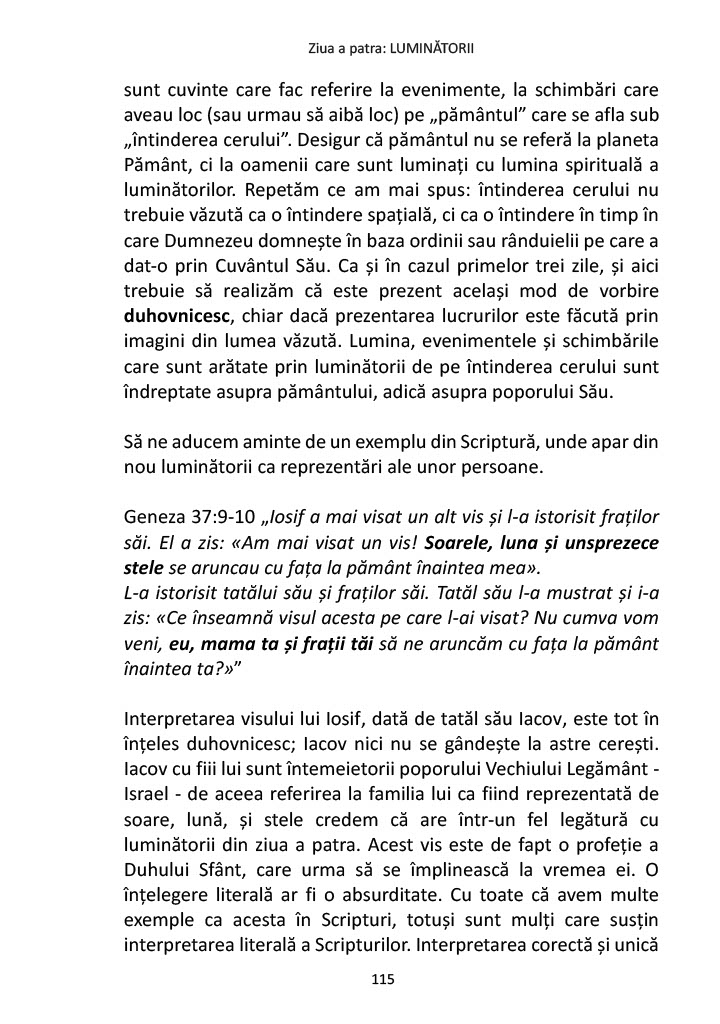 Ziua a patra: LUMINĂTORII
sunt cuvinte care fac referire la evenimente, la schimbări care
aveau loc (sau urmau să aibă loc) pe „pământul” care se afla sub
„întinderea cerului”. Desigur că pământul nu se referă la planeta
Pământ, ci la oamenii care sunt luminați cu lumina spirituală a
luminătorilor. Repetăm ce am mai spus: întinderea cerului nu
trebuie văzută ca o întindere spațială, ci ca o întindere în timp în
care Dumnezeu domnește în baza ordinii sau rânduielii pe care a
dat-o prin Cuvântul Său. Ca și în cazul primelor trei zile, și aici
trebuie să realizăm că este prezent același mod de vorbire
duhovnicesc, chiar dacă prezentarea lucrurilor este făcută prin
imagini din lumea văzută. Lumina, evenimentele și schimbările
care sunt arătate prin luminătorii de pe întinderea cerului sunt
îndreptate asupra pământului, adică asupra poporului Său.
Să ne aducem aminte de un exemplu din Scriptură, unde apar din
nou luminătorii ca reprezentări ale unor persoane.
Geneza 37:9-10 „Iosif a mai visat un alt vis și l-a istorisit fraților
săi. El a zis: «Am mai visat un vis! Soarele, luna și unsprezece
stele se aruncau cu fața la pământ înaintea mea».
L-a istorisit tatălui său și fraților săi. Tatăl său l-a mustrat și i-a
zis: «Ce înseamnă visul acesta pe care l-ai visat? Nu cumva vom
veni, eu, mama ta și frații tăi să ne aruncăm cu fața la pământ
înaintea ta?»”
Interpretarea visului lui Iosif, dată de tatăl său Iacov, este tot în
înțeles duhovnicesc; Iacov nici nu se gândește la astre cerești.
Iacov cu fiii lui sunt întemeietorii poporului Vechiului Legământ -
Israel - de aceea referirea la familia lui ca fiind reprezentată de
soare, lună, și stele credem că are într-un fel legătură cu
luminătorii din ziua a patra. Acest vis este de fapt o profeție a
Duhului Sfânt, care urma să se împlinească la vremea ei. O
înțelegere literală ar fi o absurditate. Cu toate că avem multe
exemple ca acesta în Scripturi, totuși sunt mulți care susțin
interpretarea literală a Scripturilor. Interpretarea corectă și unică
115